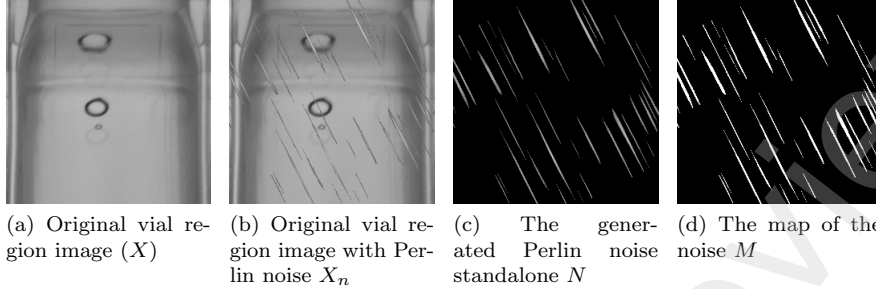 (a) Original vial re-
gion image (X)
(b) Original vial re-
gion image with Per-
lin noise Xn
(c) The gener-
ated Perlin noise
standalone N
(d) The map of the
noise M